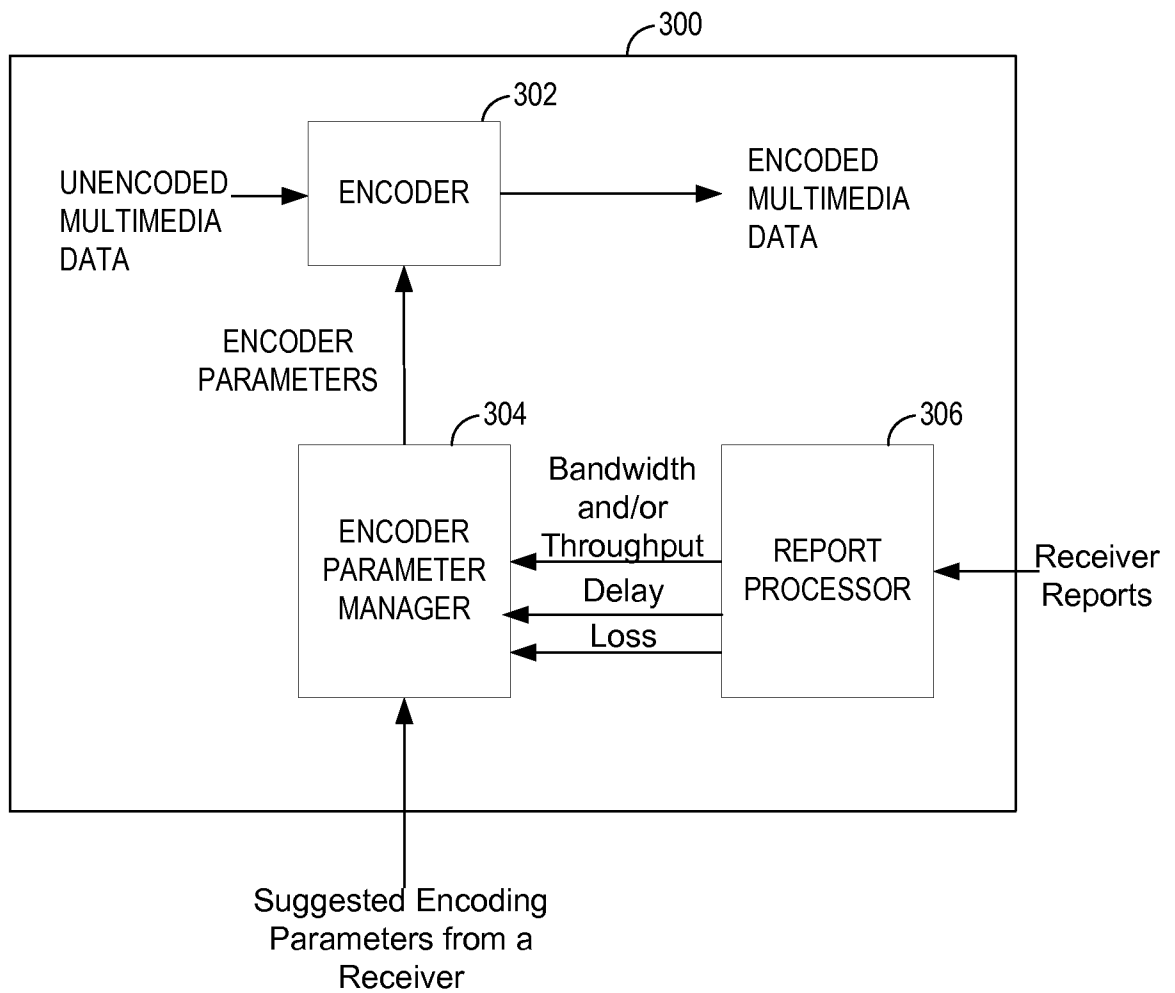 300
302
UNENCODED
MULTIMEDIA
DATA
ENCODER
ENCODED
MULTIMEDIA
DATA
ENCODER
PARAMETERS
304
306
ENCODER
PARAMETER
MANAGER
Bandwidth
and/or
Throughput
Delay
Loss
REPORT
PROCESSOR
Receiver
Reports
Suggested Encoding
Parameters from a
Receiver